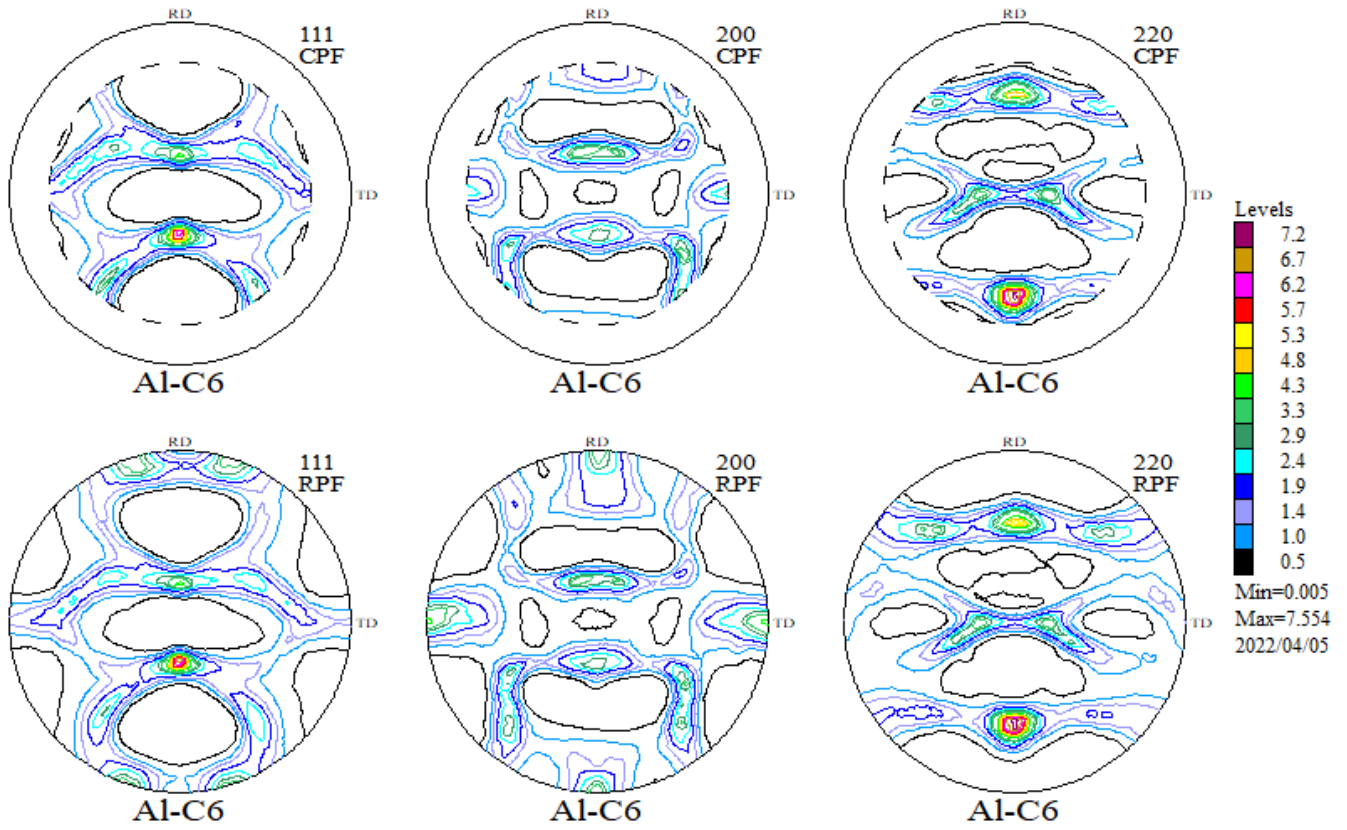 RD
111
CPF
TD
Al-C6
RD
200
CPF
TD
Al-C6
RD
220
CPF
TD
Al-C6
RD
111
RPF
TD
Al-C6
RD
200
RPF
TD
Al-C6
RD
220
RPF
TD
Al-C6
Levels
7.2
6.7
6.2
5.7
5.3
4.8
4.3
3.3
2.9
2.4
1.9
1.4
1.0
0.5
Min=0.005
Max=7.554
2022/04/05